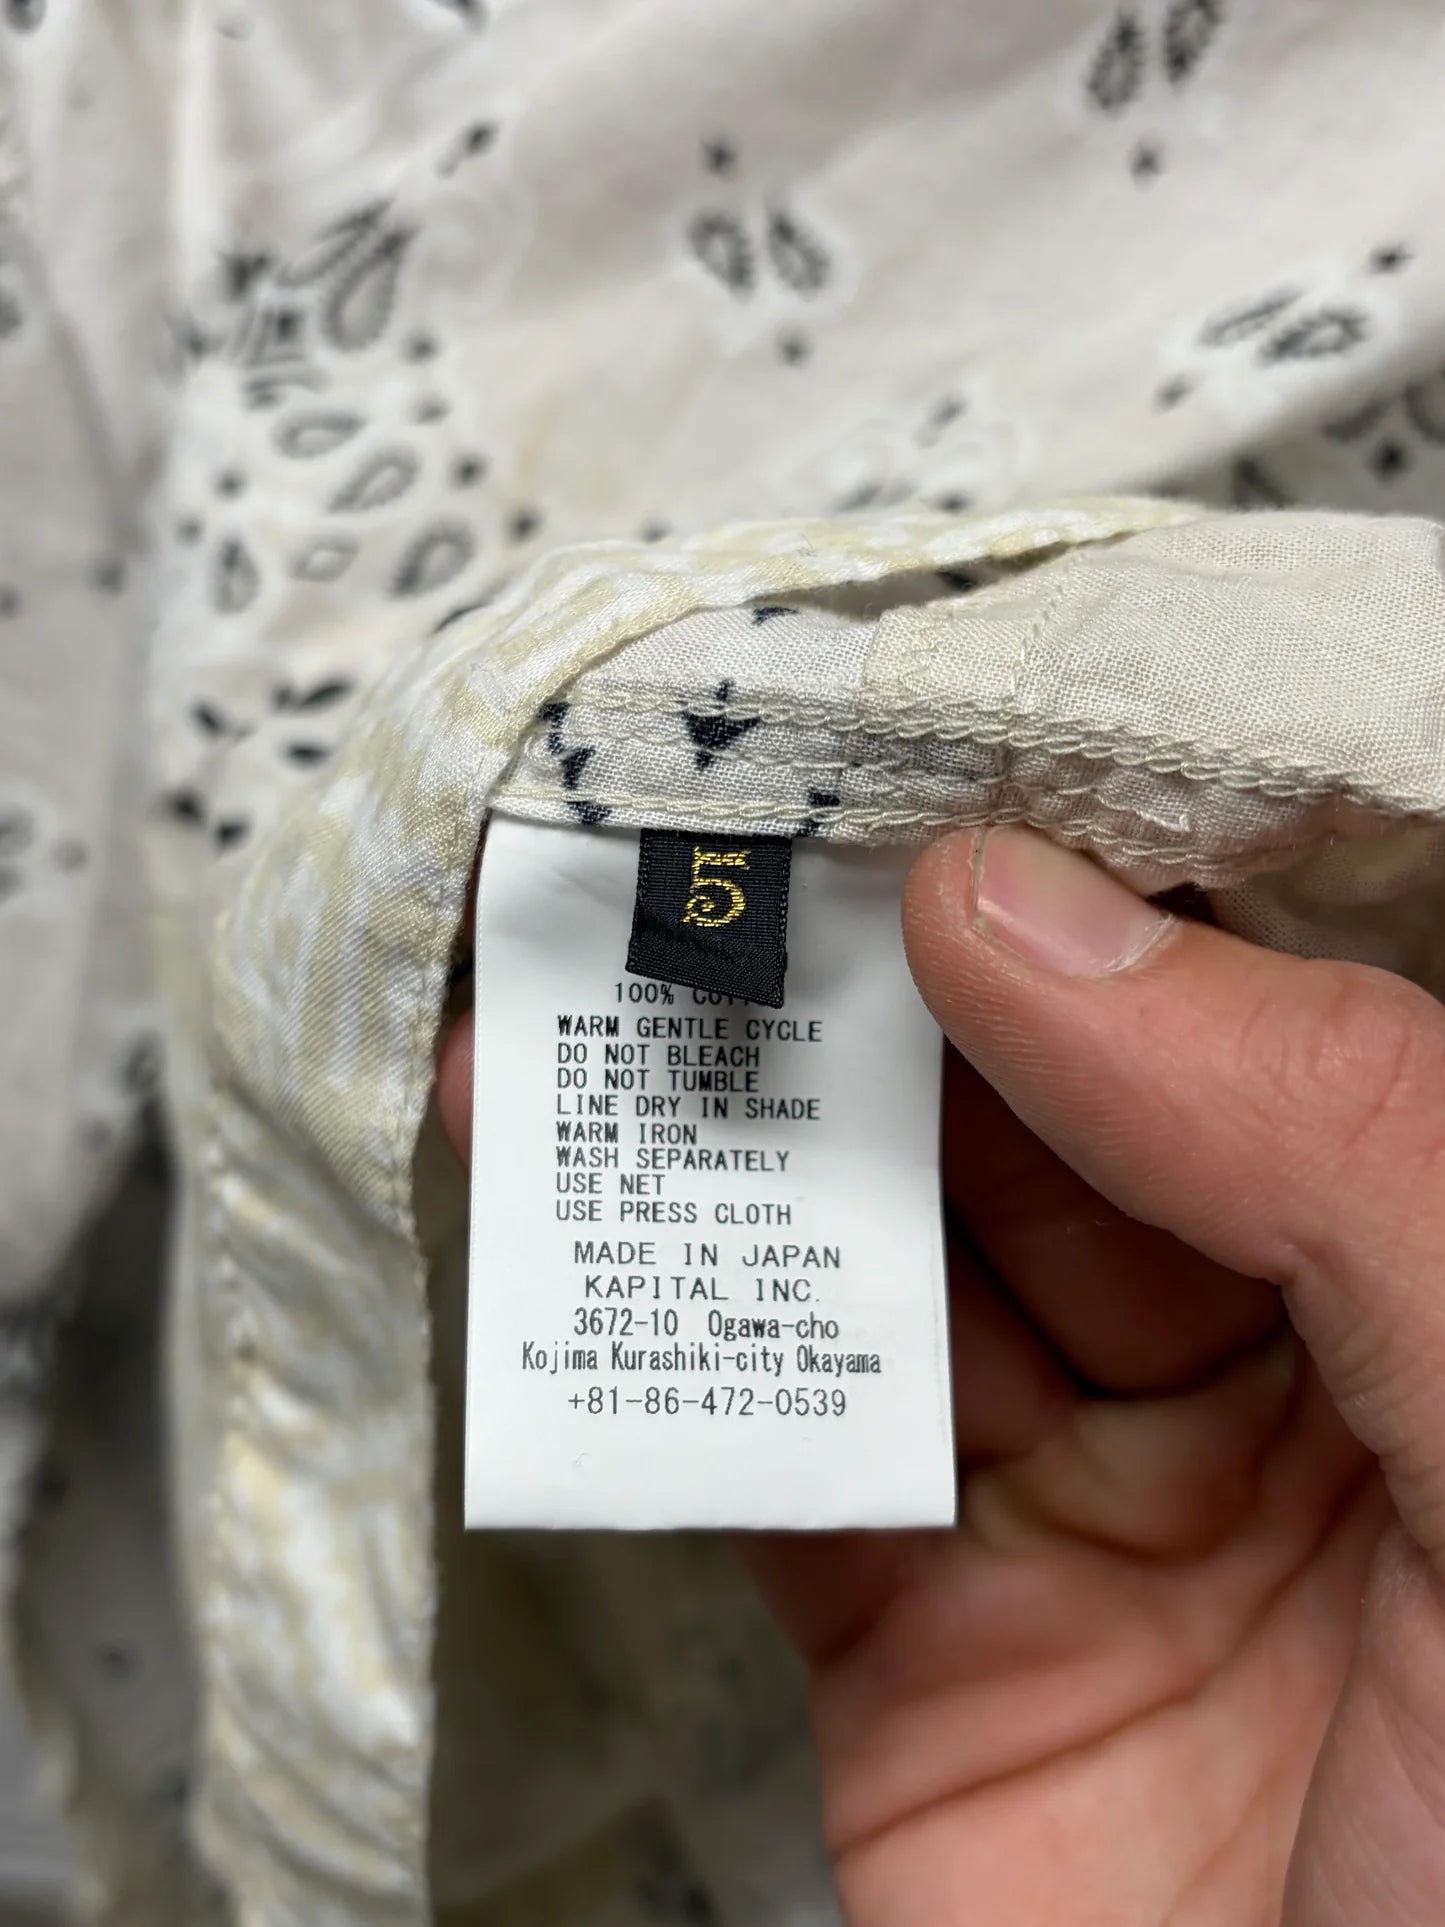 5
100% COTTON
WARM GENTLE CYCLE
DO NOT BLEACH
DO NOT TUMBLE
LINE DRY IN SHADE
WARM IRON
WASH SEPARATELY
USE NET
USE PRESS CLOTH
MADE IN JAPAN
KAPITAL INC.
3672-10 Ogawa-cho
Kojima Kurashiki-city Okayama
+81-86-472-0539